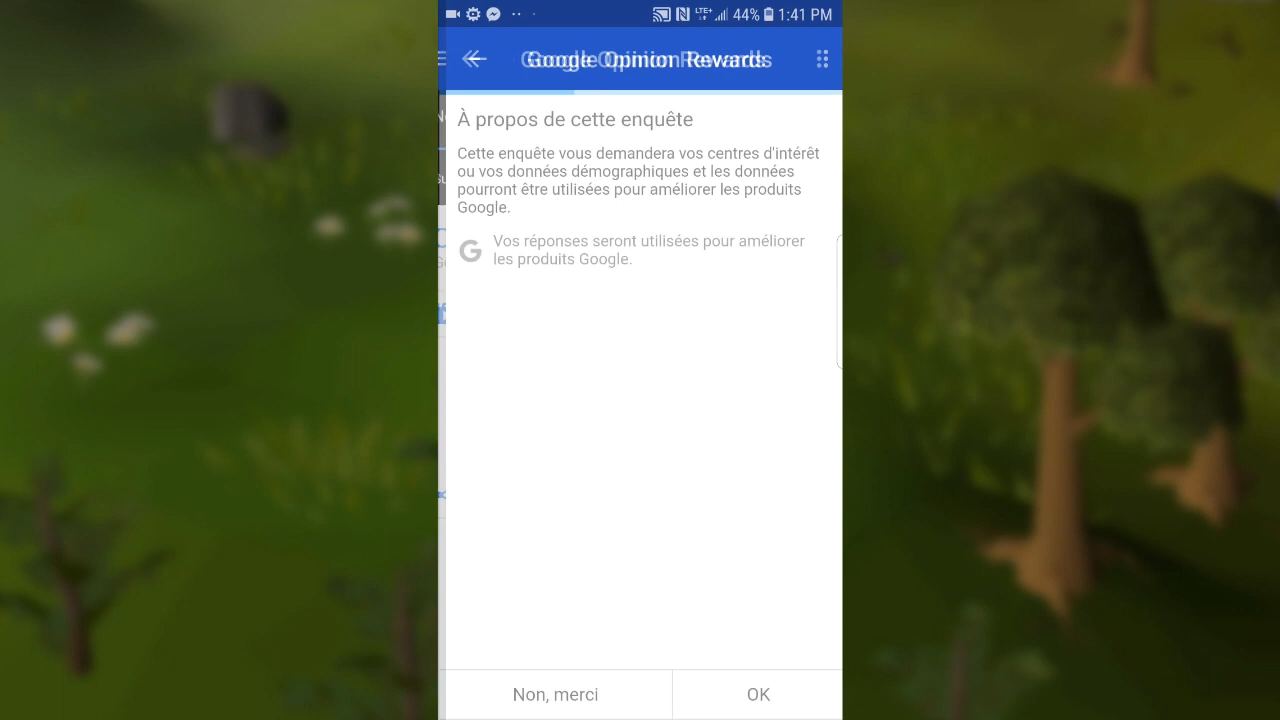 LTE+ 44% 1:41 PM
Google Opinion Rewards
À propos de cette enquête
Cette enquête vous demandera vos centres d'intérêt
ou vos données démographiques et les données
pourront être utilisées pour améliorer les produits
Google.
G Vos réponses seront utilisées pour améliorer
les produits Google.
Non, merci OK